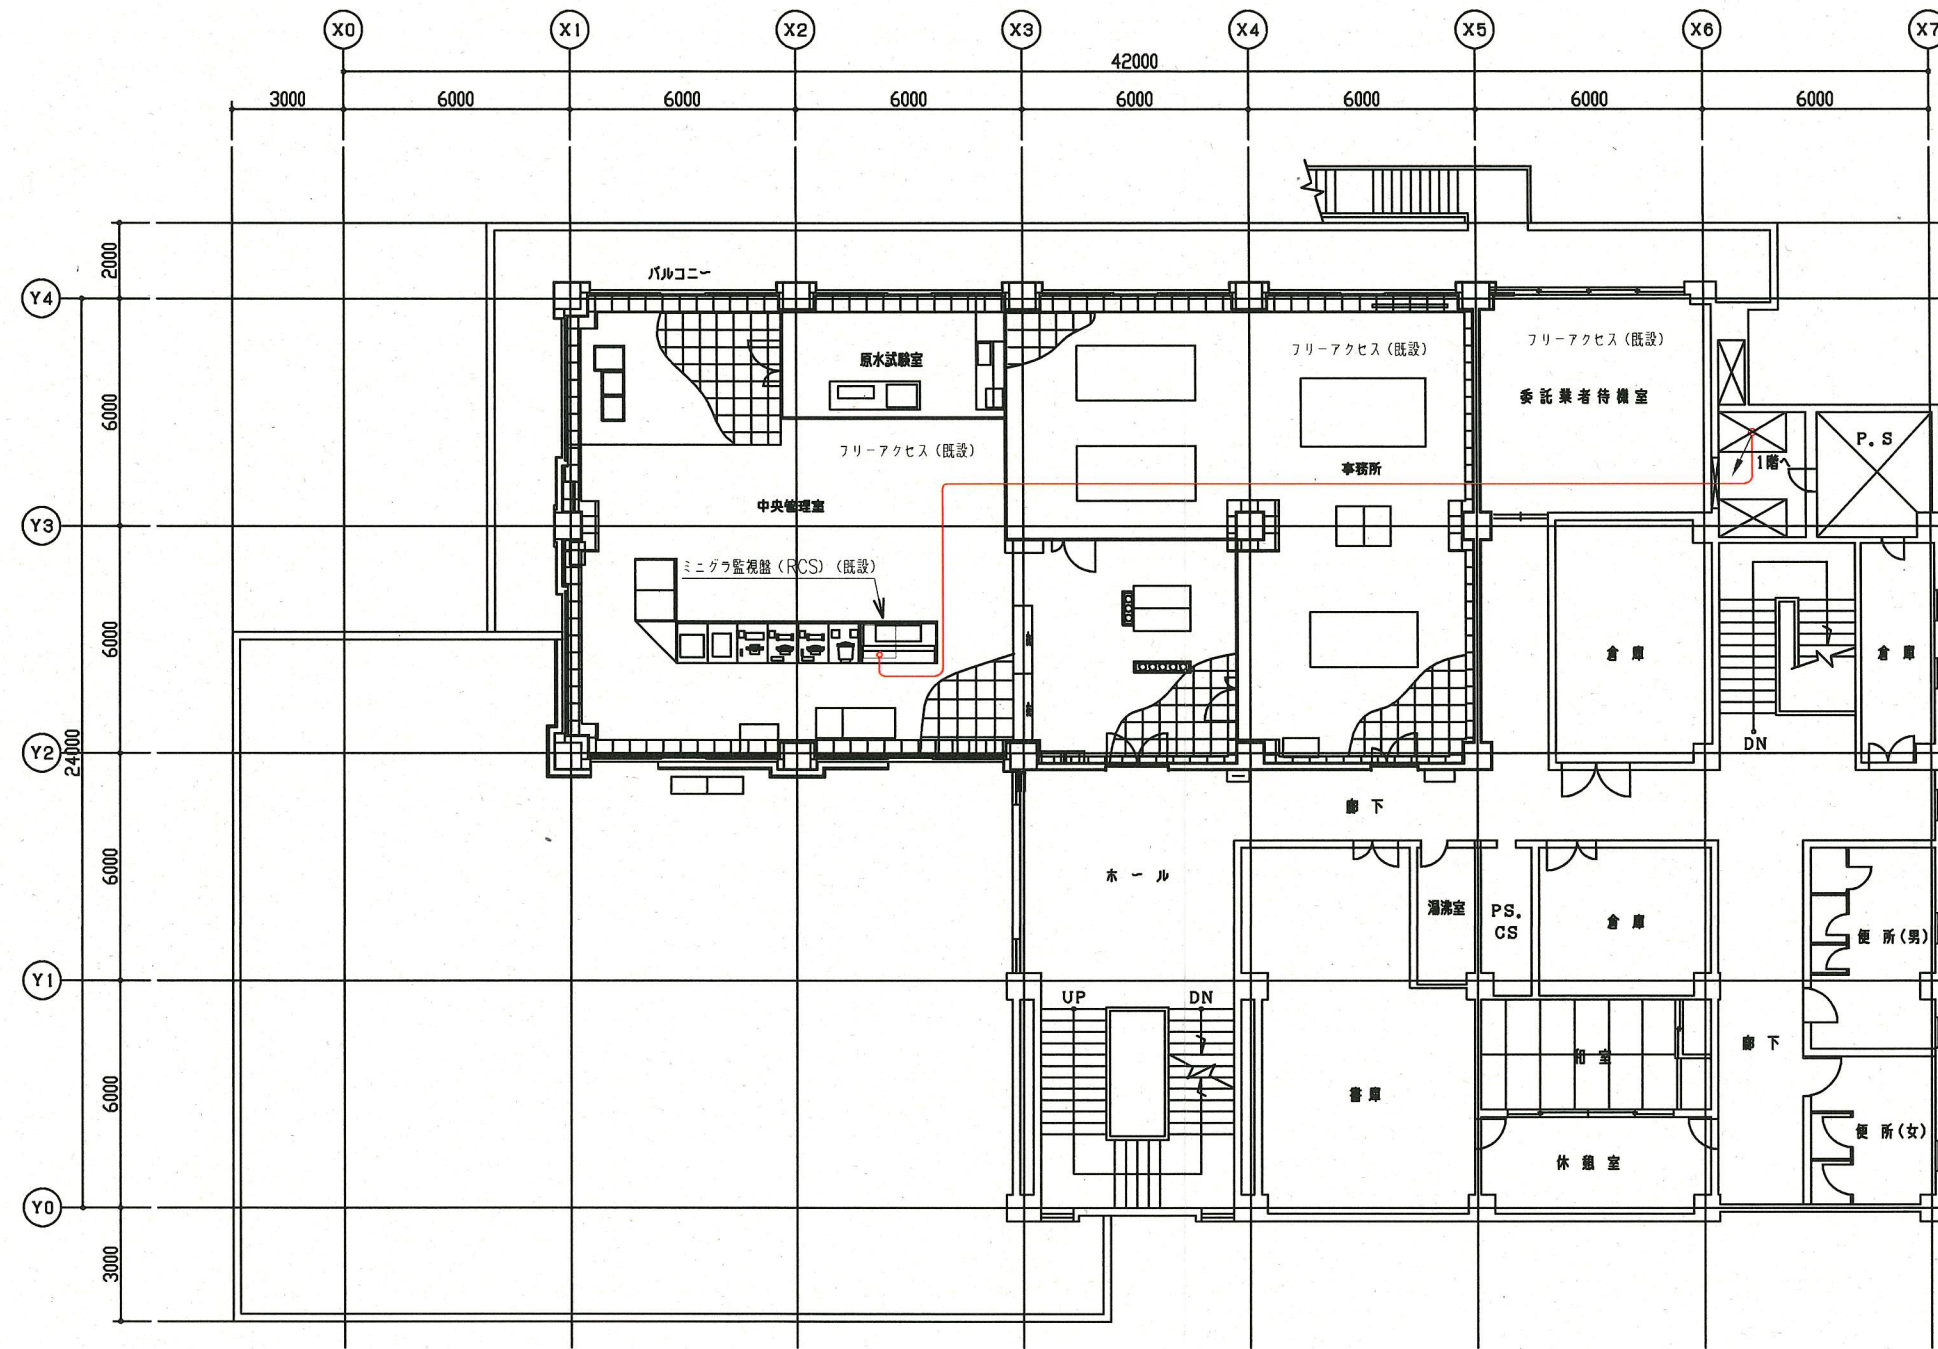 X0 X1 X2 X3 X4 X5 X6 X7
42000
3000 6000 6000 6000 6000 6000 6000 6000
2000
バルコニー
Y4
フリーアクセス(既設)
フリーアクセス(既設)
原水試験室
委託業者待機室
6000
P.S
フリーアクセス(既設)
1階へ
事務所
中央管理室
Y3
ミニグラ監視盤(RCS)(既設)
6000
倉庫
倉庫
Y2
24000
DN
廊下
6000
ホール
湯沸室
PS.
CS
倉庫
便所(男)
Y1
UP
DN
廊下
和室
6000
書庫
便所(女)
休憩室
Y0
3000